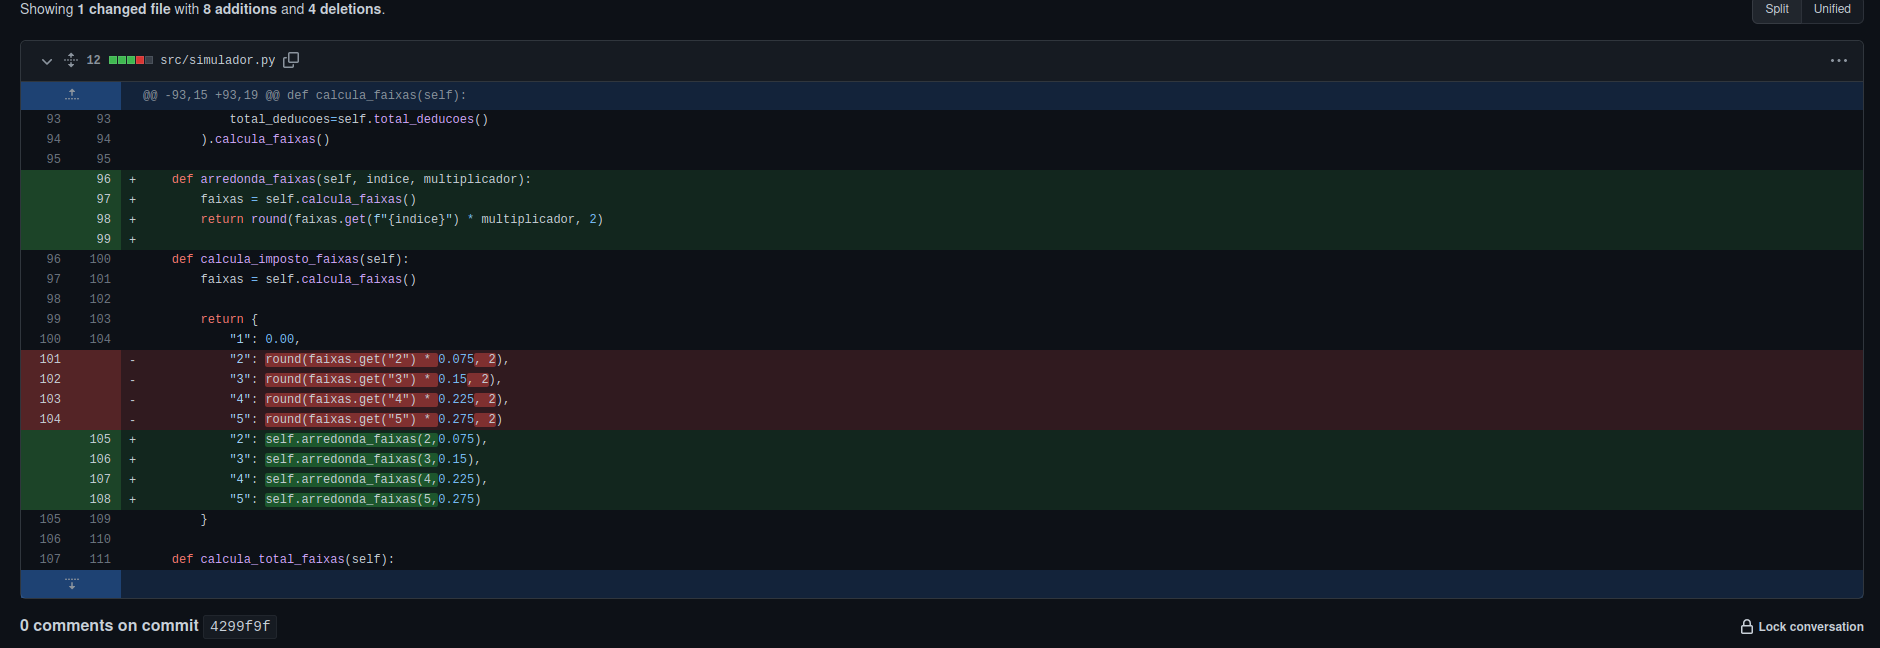 Showing 1 changed file with 8 additions and 4 deletions.
Split Unified
12 src/simulador.py
@@ -93,15 +93,19 @@ def calcula_faixas(self):
93 93 total_deducoes=self.total_deducoes()
94 94 ).calcula_faixas()
95 95
96 + def arredonda_faixas(self, indice, multiplicador):
97 + faixas = self.calcula_faixas()
98 + return round(faixas.get(f"{indice}") * multiplicador, 2)
99 +
96 100 def calcula_imposto_faixas(self):
97 101 faixas = self.calcula_faixas()
98 102
99 103 return {
100 104 "1": 0.00,
101 - "2": round(faixas.get("2") * 0.075, 2),
102 - "3": round(faixas.get("3") * 0.15, 2),
103 - "4": round(faixas.get("4") * 0.225, 2),
104 - "5": round(faixas.get("5") * 0.275, 2)
105 + "2": self.arredonda_faixas(2,0.075),
106 + "3": self.arredonda_faixas(3,0.15),
107 + "4": self.arredonda_faixas(4,0.225),
108 + "5": self.arredonda_faixas(5,0.275)
105 109 }
106 110
107 111 def calcula_total_faixas(self):
0 comments on commit 4299f9f
Lock conversation